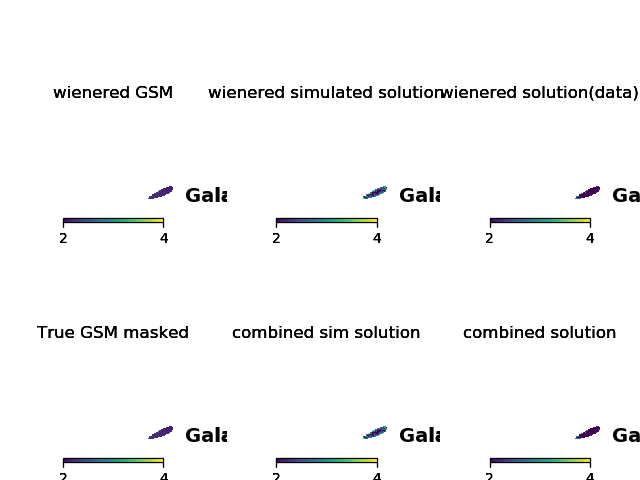 wienered GSM wienered simulated solution wienered solution(data)
Gala Gala Ga
2 4 2 4 2 4
True GSM masked combined sim solution combined solution
Gala Gala Ga
2 4 2 4 2 4